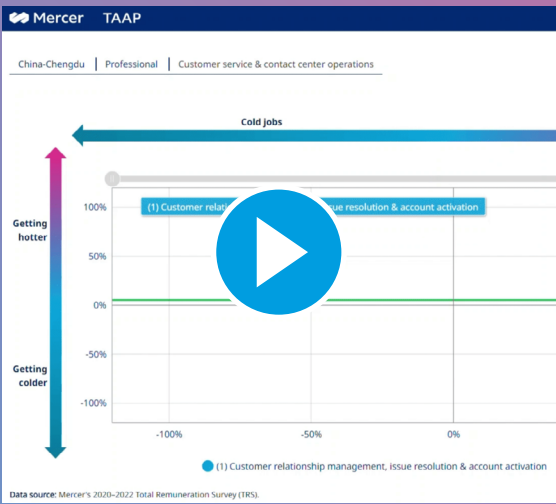 Mercer TAAP
China-Chengdu | Professional | Customer service & contact center operations
Cold jobs
Getting
hotter
100%
(1) Customer sue resolution & account activation
50%
0%
-50%
Getting
colder
-100%
-100% -50% 0%
(1) Customer relationship management, issue resolution & account activation
Data source: Mercer's 2020–2022 Total Remuneration Survey (TRS).